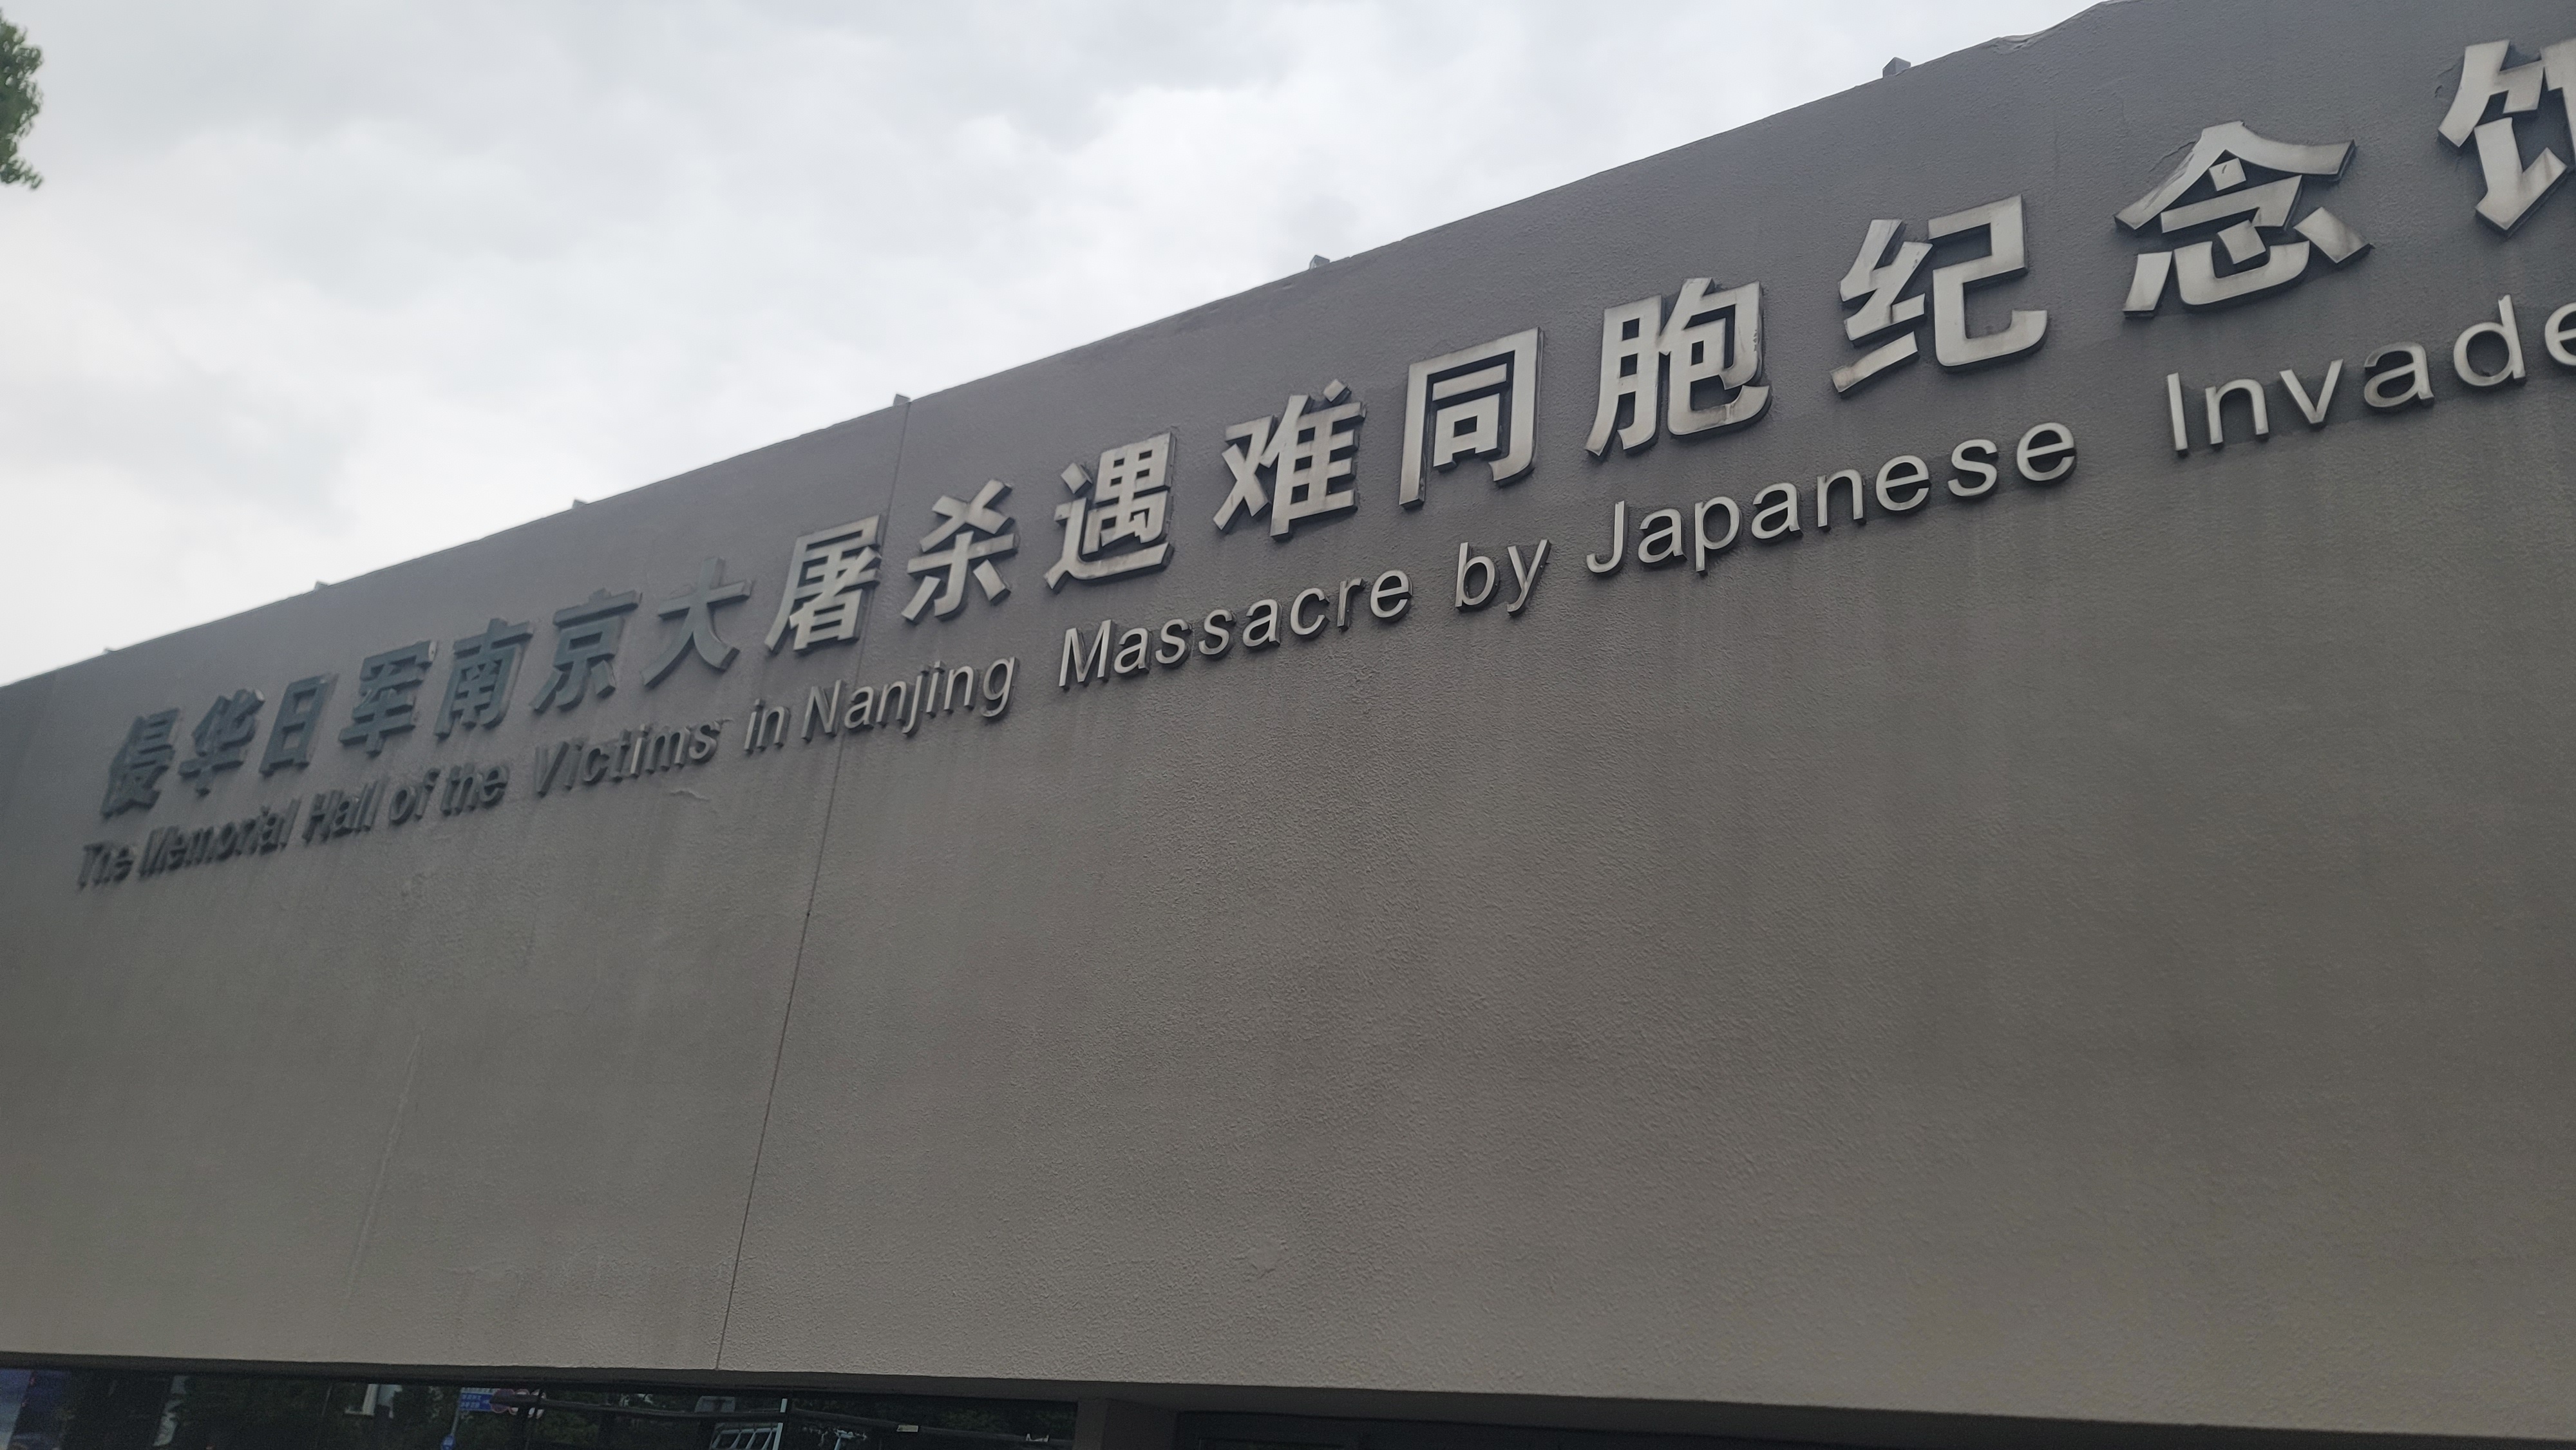 侵华日军南京大屠杀遇难同胞纪念馆
The Memorial Hall of the Victims in Nanjing Massacre by Japanese Invade